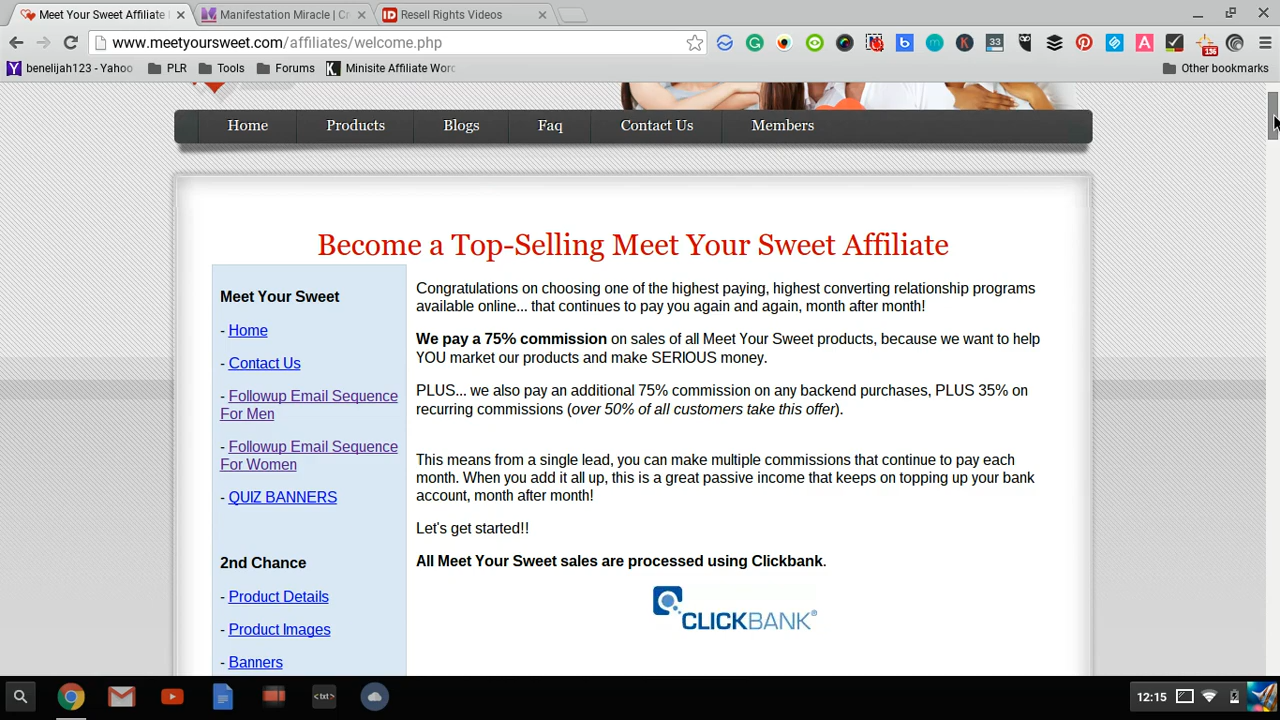 Meet Your Sweet Affiliate
Manifestation Miracle | C
Resell Rights Videos
www.meetyoursweet.com/affiliates/welcome.php
33
136
benelijah123 - Yahoo
PLR
Tools
Forums
Minisite Affiliate Wor
Other bookmarks
Home
Products
Blogs
Faq
Contact Us
Members
Become a Top-Selling Meet Your Sweet Affiliate
Meet Your Sweet
- Home
- Contact Us
- Followup Email Sequence
For Men
- Followup Email Sequence
For Women
- QUIZ BANNERS
2nd Chance
- Product Details
- Product Images
- Banners
Congratulations on choosing one of the highest paying, highest converting relationship programs
available online... that continues to pay you again and again, month after month!
We pay a 75% commission on sales of all Meet Your Sweet products, because we want to help
YOU market our products and make SERIOUS money.
PLUS... we also pay an additional 75% commission on any backend purchases, PLUS 35% on
recurring commissions (over 50% of all customers take this offer).
This means from a single lead, you can make multiple commissions that continue to pay each
month. When you add it all up, this is a great passive income that keeps on topping up your bank
account, month after month!
Let's get started!!
All Meet Your Sweet sales are processed using Clickbank.
CLICKBANK®
<txt>
12:15